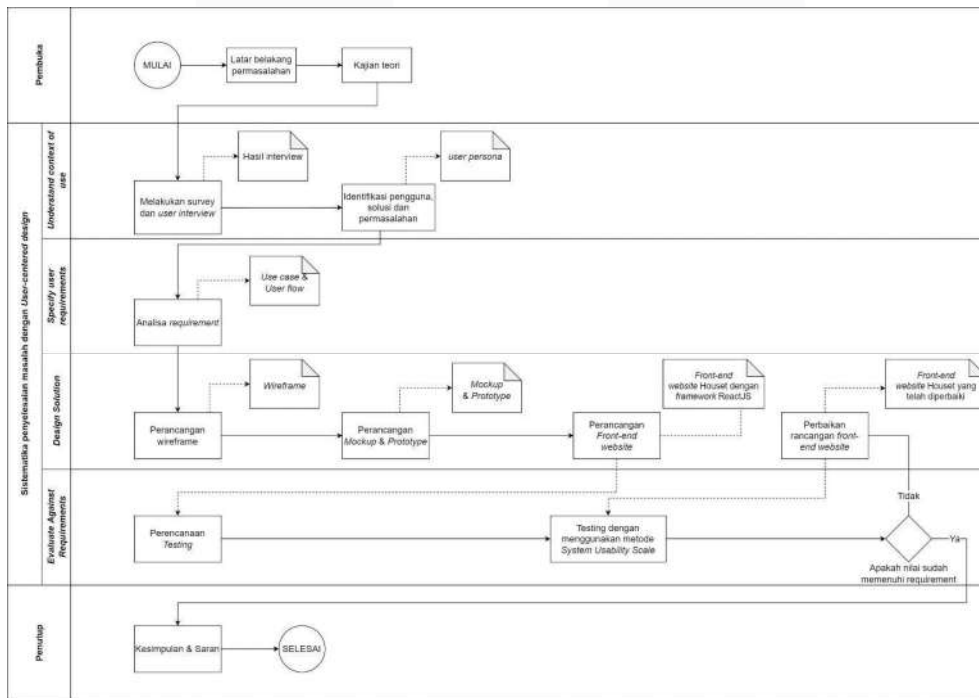 Pembuka
MULAI
Latar belakang
permasalahan
Kajian teori
Sistematika penyelesaian masalah dengan User-centered design
Understand context of
use
Hasil interview
user persona
Melakukan survey
dan user interview
Identifikasi pengguna,
solusi dan
permasalahan
Specify user
requirements
Use case &
User flow
Analisa requirement
Design Solution
Wireframe
Mockup
& Prototype
Front-end
website Houset dengan
framework ReactJS
Front-end
website Houset yang
telah diperbaiki
Perancangan
wireframe
Perancangan
Mockup & Prototype
Perancangan
Front-end
website
Perbaikan
rancangan front-
end website
Evaluate Against
Requirements
Tidak
Perencanaan
Testing
Testing dengan
menggunakan metode
System Usability Scale
Ya
Apakah nilai sudah
memenuhi requirement
Penutup
Kesimpulan & Saran
SELESAI